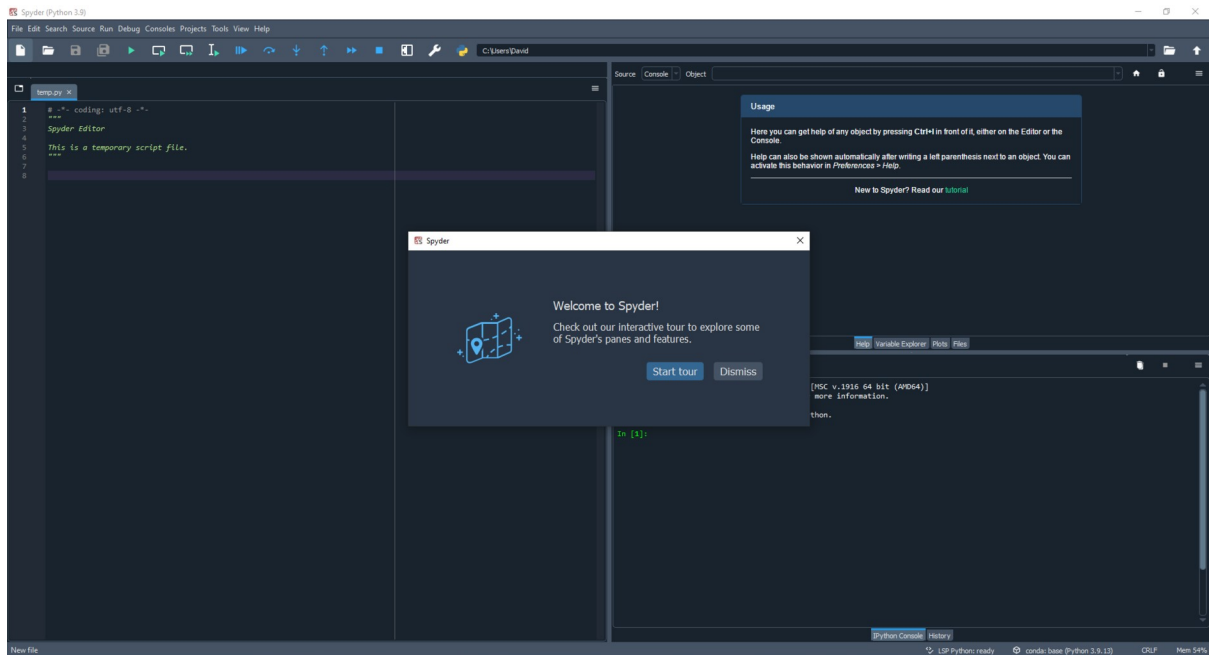 Spyder (Python 3.9)
File Edit Search Source Run Debug Consoles Projects Tools View Help
C:\Users\David
temp.py
1 # -*- coding: utf-8 -*-
2 """
3 Spyder Editor
4
5 This is a temporary script file.
6 """
7
8
Source Console Object
Usage
Here you can get help of any object by pressing Ctrl+I in front of it, either on the Editor or the
Console.
Help can also be shown automatically after writing a left parenthesis next to an object. You can
activate this behavior in Preferences > Help.
New to Spyder? Read our tutorial
Spyder
Welcome to Spyder!
Check out our interactive tour to explore some
of Spyder's panes and features.
Start tour Dismiss
Help Variable Explorer Plots Files
[MSC v.1916 64 bit (AMD64)]
more information.
thon.
In [1]:
IPython Console History
New file
LSP Python: ready conda: base (Python 3.9.13) CRLF Mem 54%